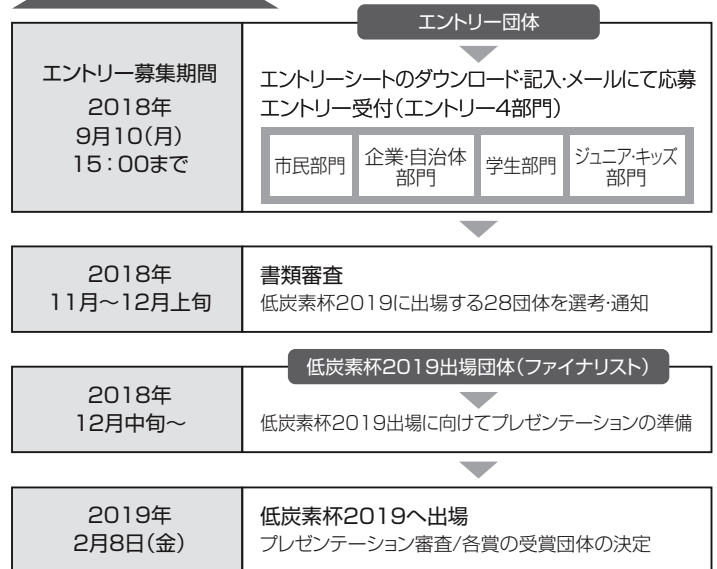 エントリー団体
エントリー募集期間
2018年
9月10(月)
15：00まで
エントリーシートのダウンロード・記入・メールにて応募
エントリー受付（エントリー4部門）
市民部門
企業・自治体
部門
学生部門
ジュニア・キッズ
部門
2018年
11月～12月上旬
書類審査
低炭素杯2019に出場する28団体を選考・通知
低炭素杯2019出場団体（ファイナリスト）
2018年
12月中旬～
低炭素杯2019出場に向けてプレゼンテーションの準備
2019年
2月8日(金)
低炭素杯2019へ出場
プレゼンテーション審査/各賞の受賞団体の決定